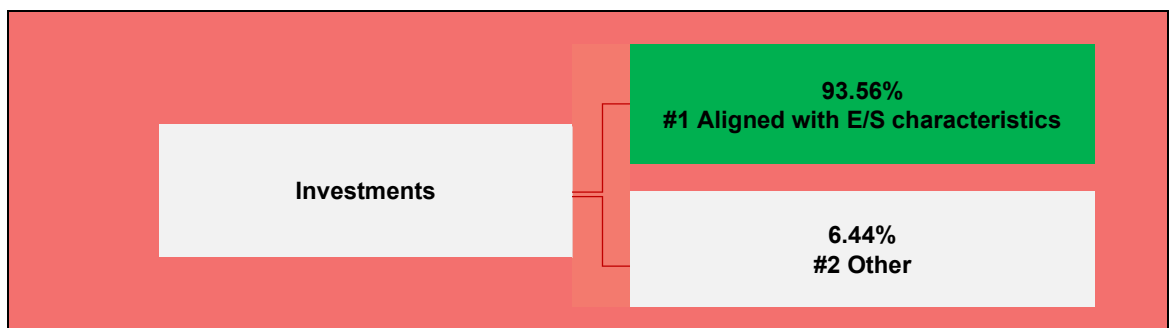 Investments
93.56%
#1 Aligned with E/S characteristics
6.44%
#2 Other